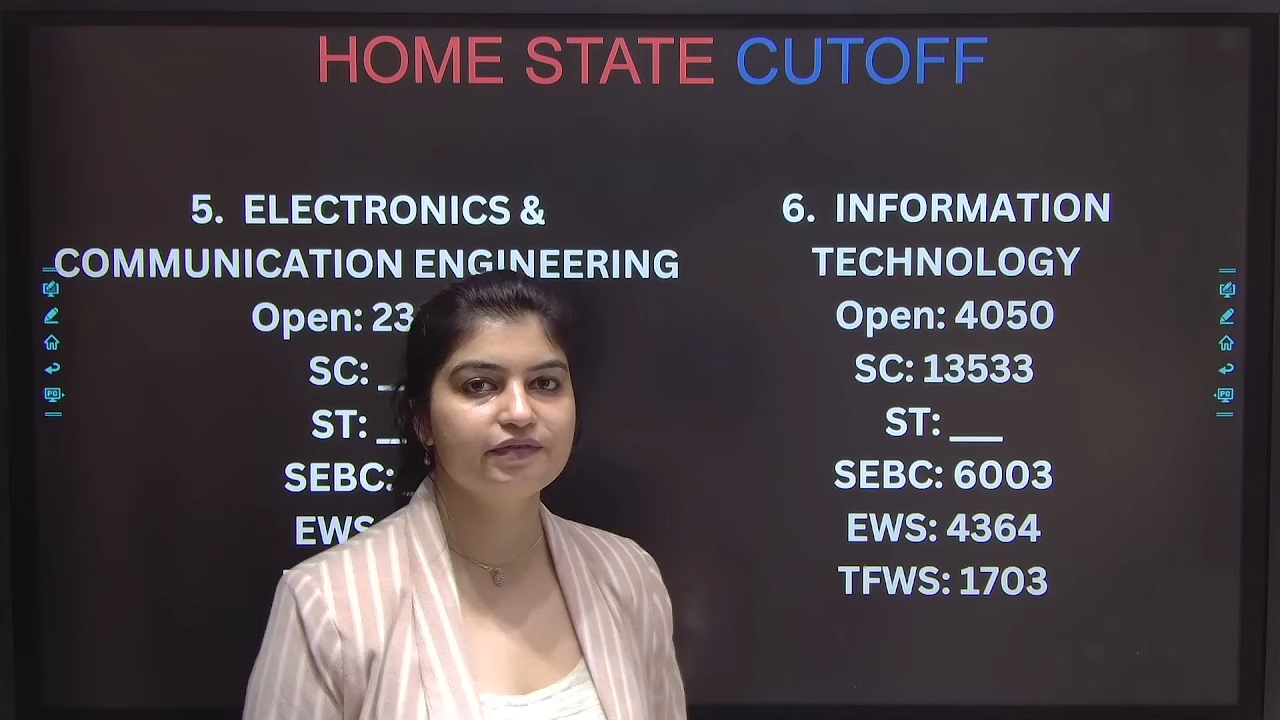 HOME STATE CUTOFF
5. ELECTRONICS &
COMMUNICATION ENGINEERING
Open: 23
SC: _
ST: __
SEBC:
EWS
6. INFORMATION
TECHNOLOGY
Open: 4050
SC: 13533
ST: ___
SEBC: 6003
EWS: 4364
TFWS: 1703